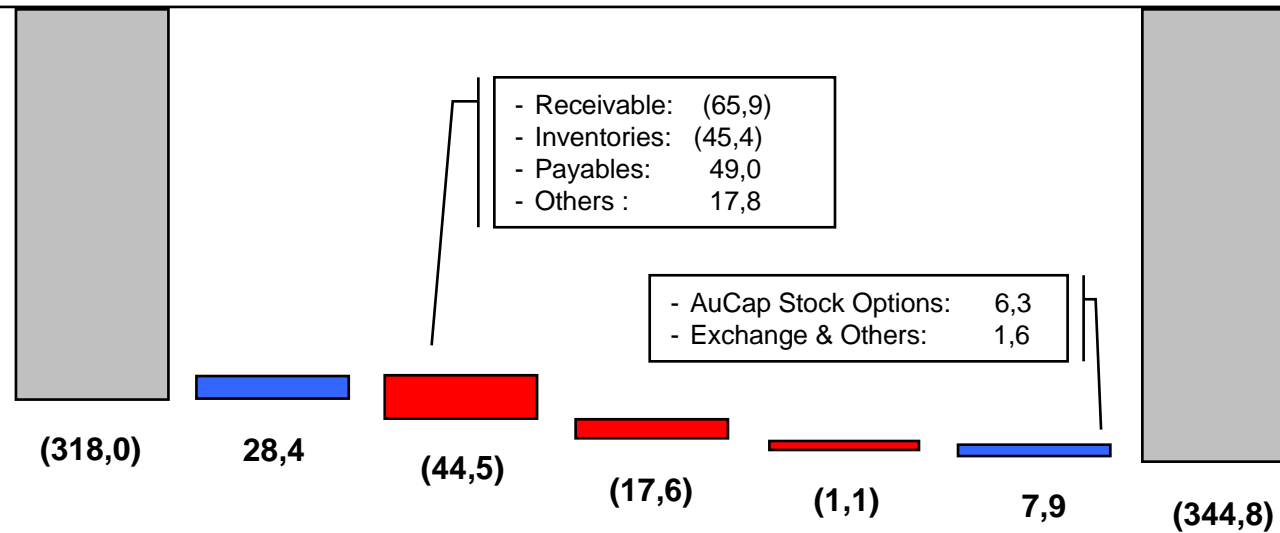 - Receivable: (65,9)
- Inventories: (45,4)
- Payables: 49,0
- Others : 17,8
- AuCap Stock Options: 6,3
- Exchange & Others: 1,6
(318,0)
28,4
(44,5)
(17,6)
(1,1)
7,9
(344,8)